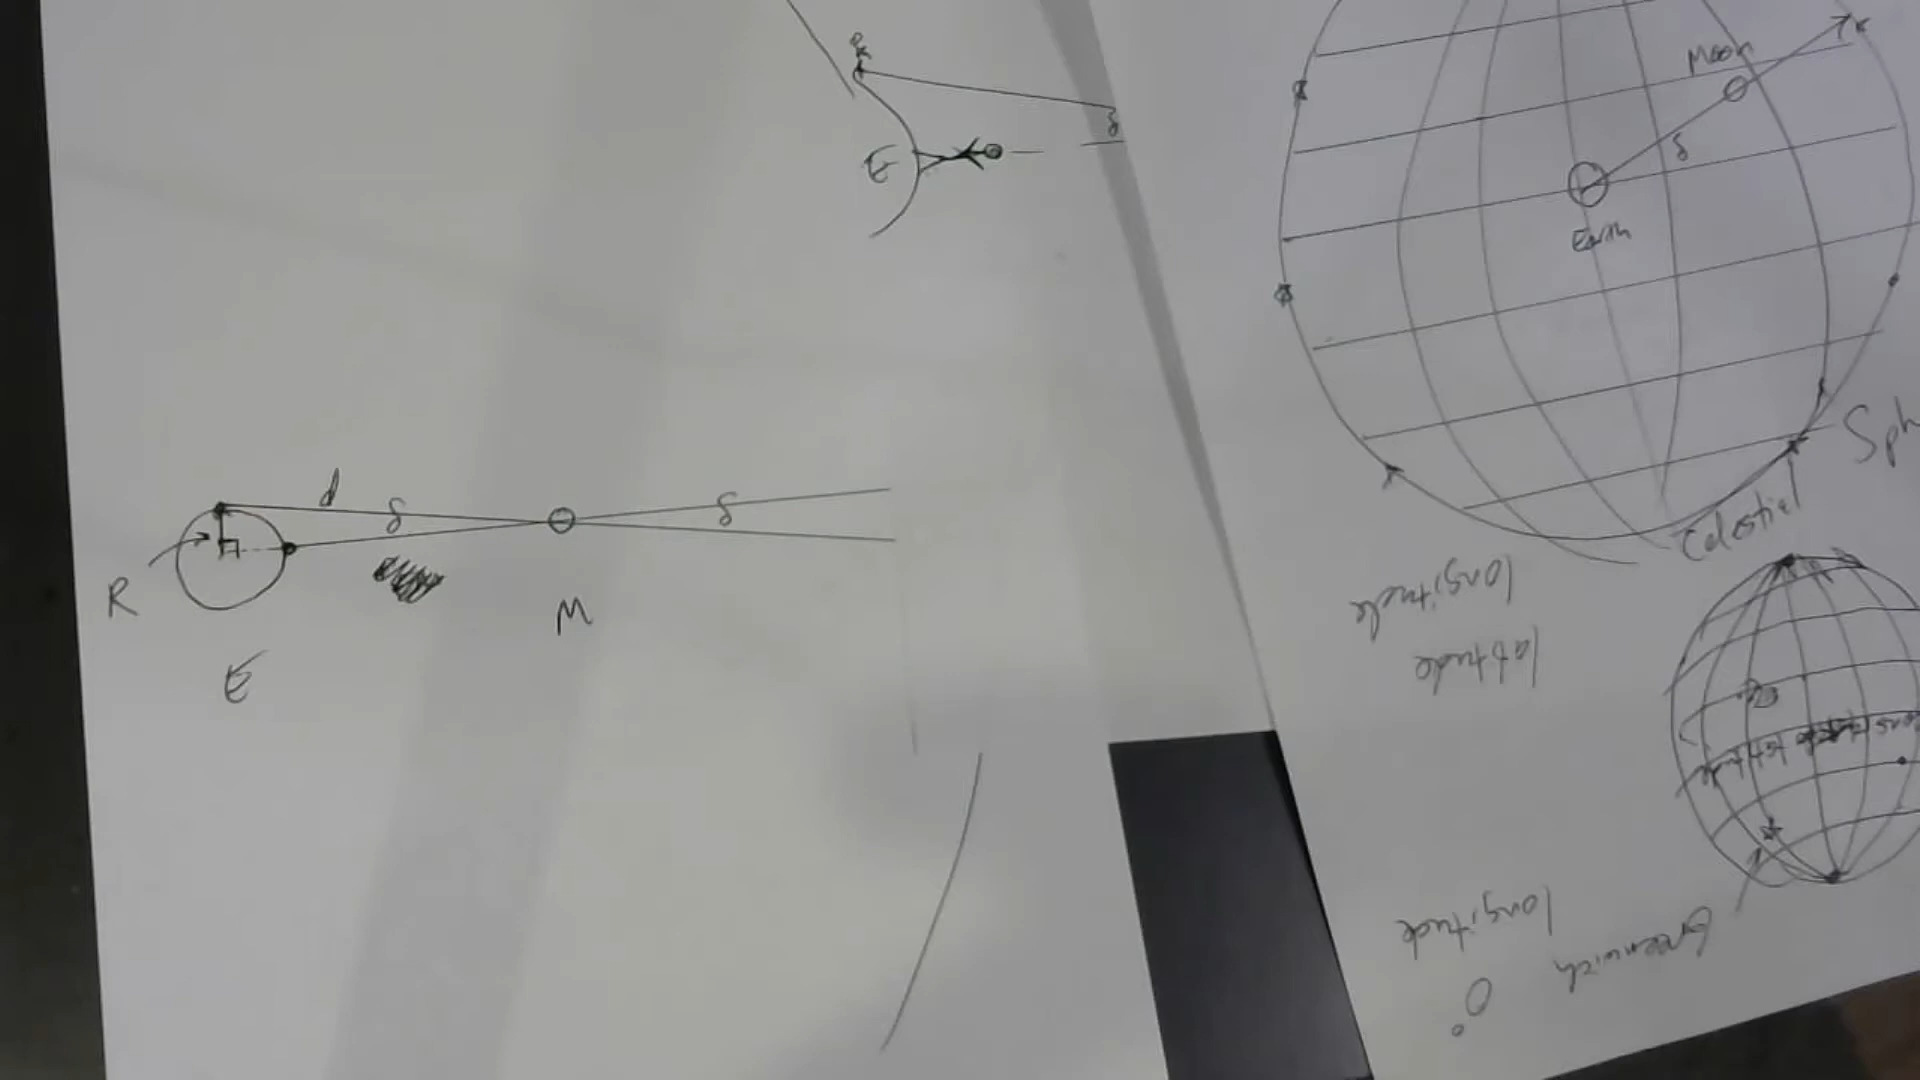 E
δ
d
δ
δ
R
M
E
Moon
δ
Earth
Celestial
Sph
longitude
latitude
longitude
Greenwich
0°